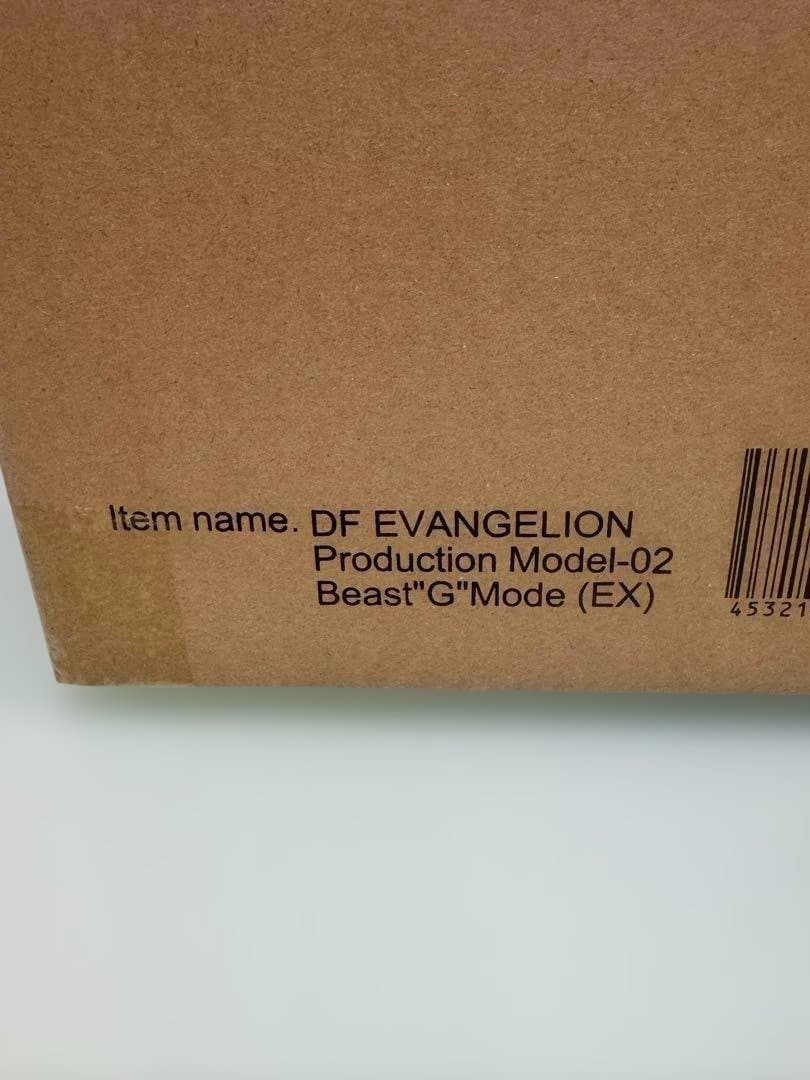 Item name. DF EVANGELION
Production Model-02
Beast"G"Mode (EX)
45321